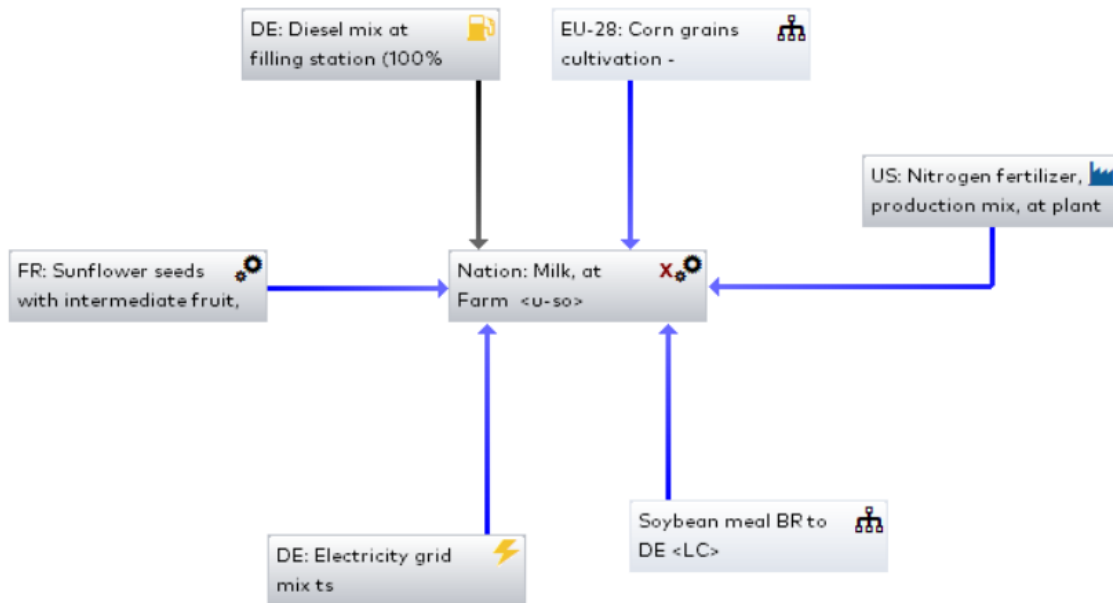 DE: Diesel mix at
filling station (100%
EU-28: Corn grains
cultivation -
US: Nitrogen fertilizer,
production mix, at plant
FR: Sunflower seeds
with intermediate fruit,
Nation: Milk, at
Farm <u-so>
X
Soybean meal BR to
DE <LC>
DE: Electricity grid
mix ts